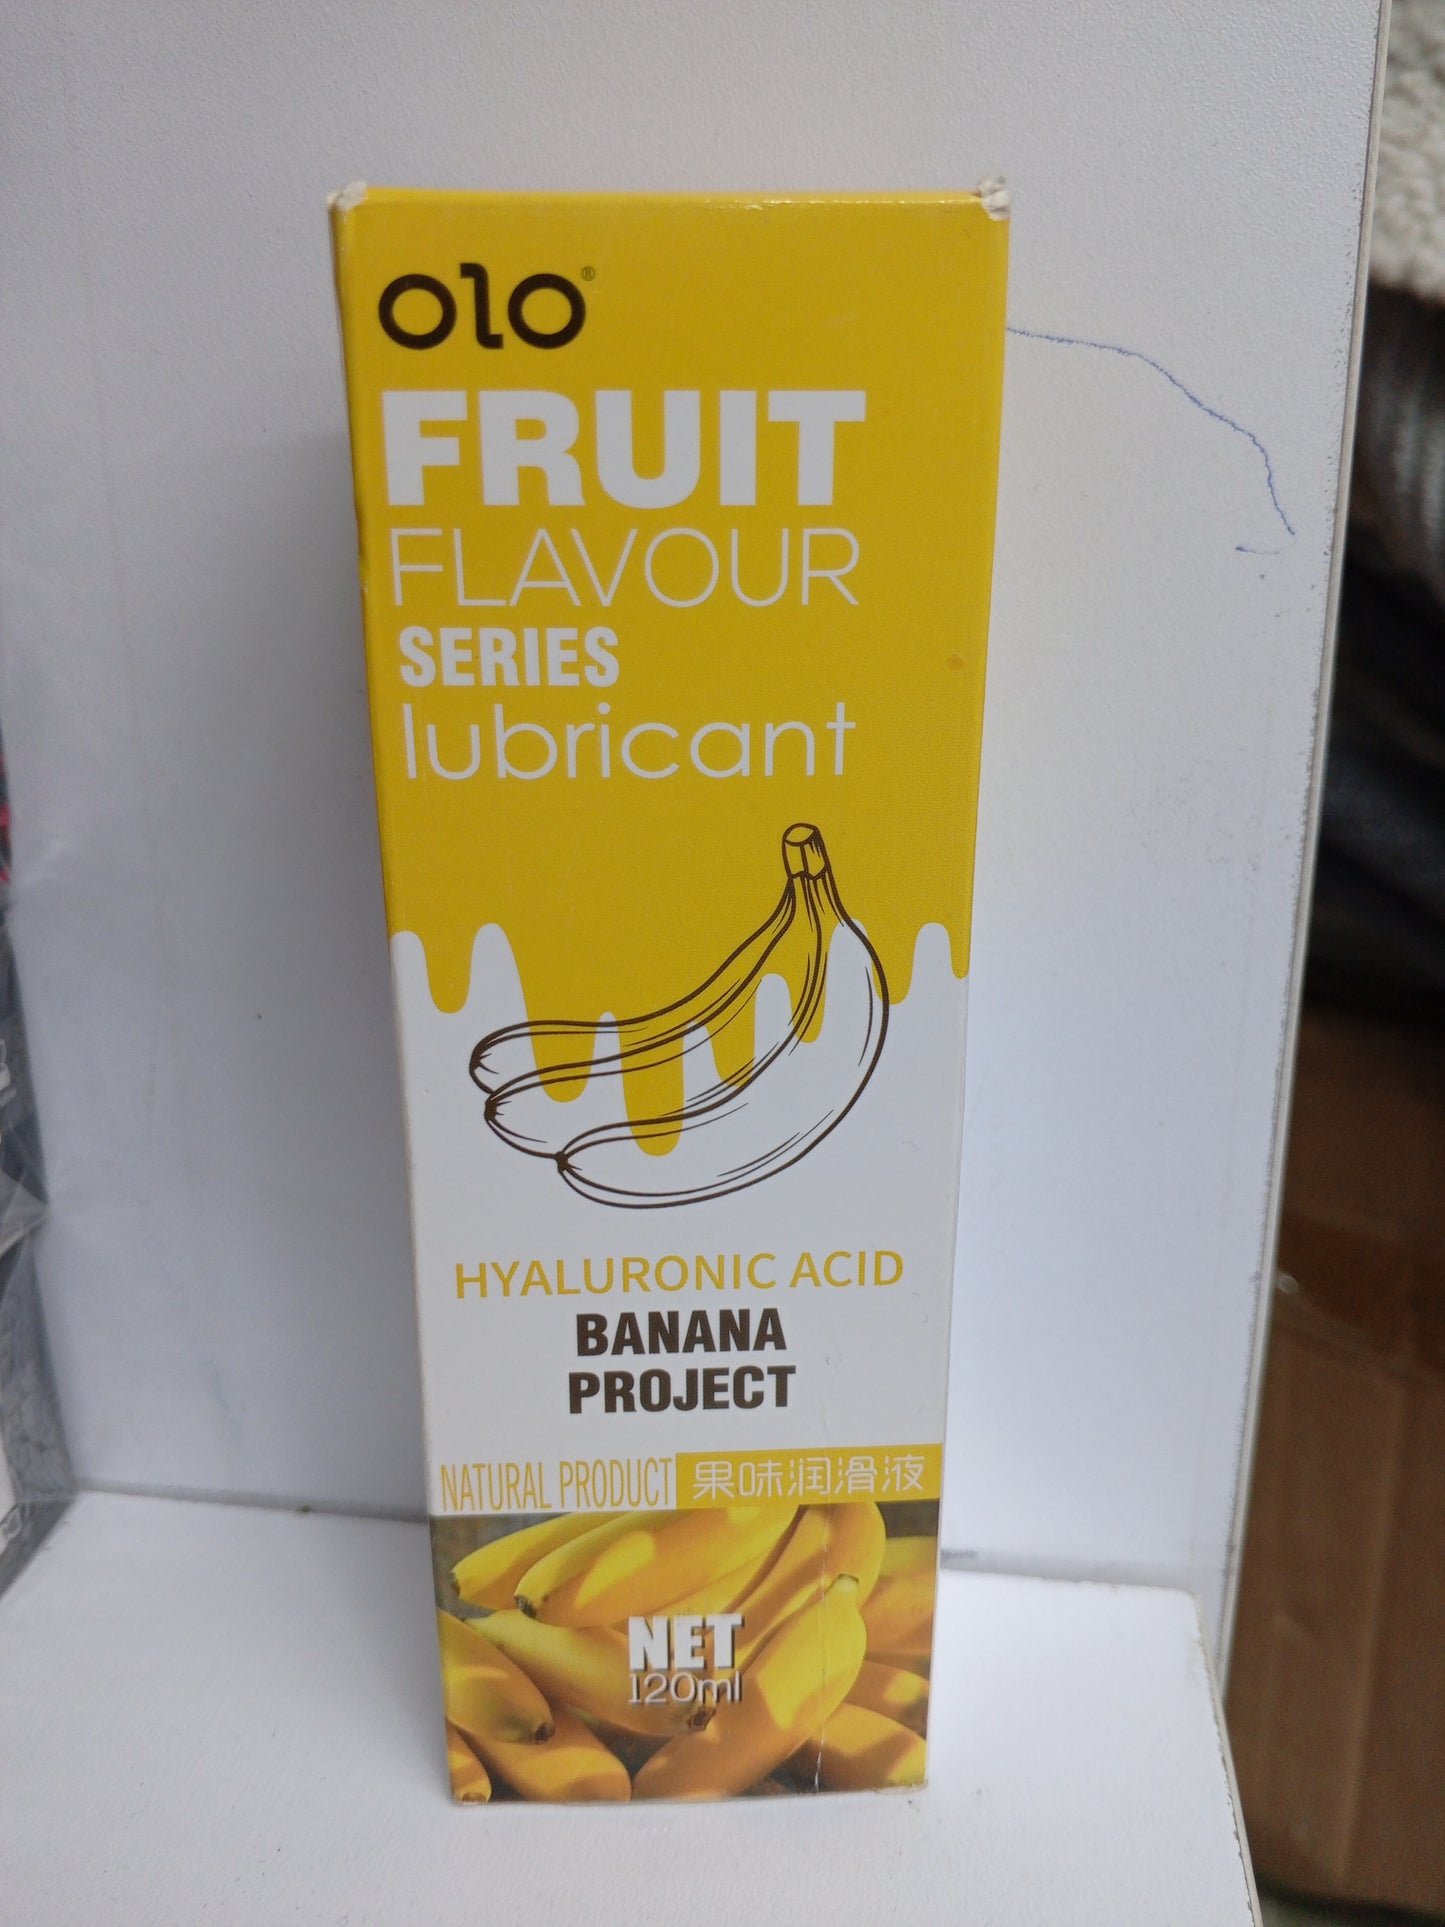 olo®
FRUIT
FLAVOUR
SERIES
lubricant
HYALURONIC ACID
BANANA
PROJECT
NATURAL PRODUCT 果味润滑液
NET
120ml